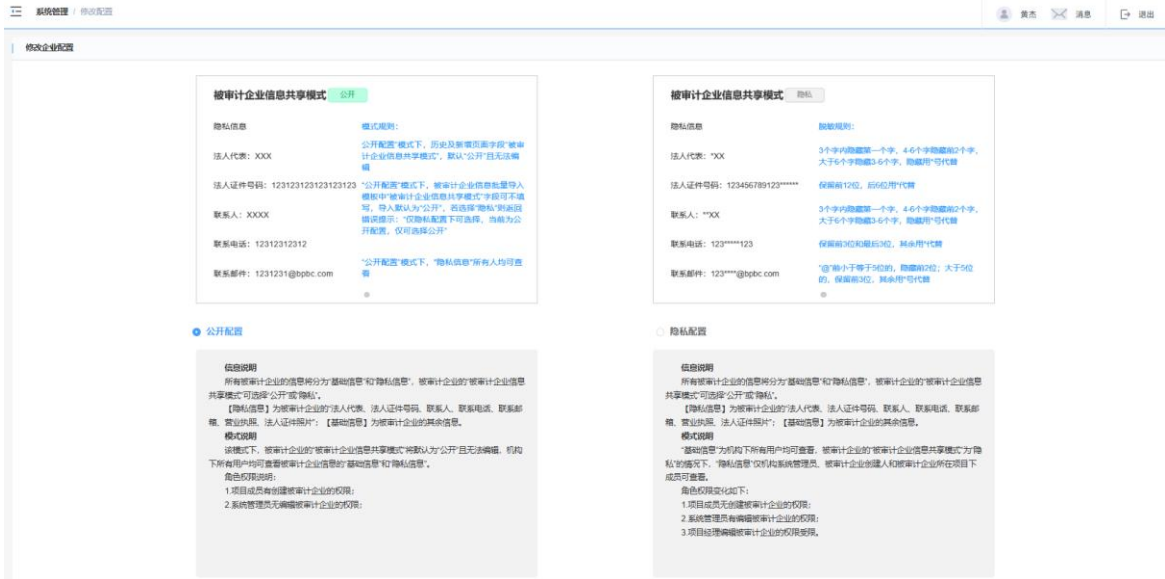 系统管理 / 修改配置
黄杰
消息
退出
修改企业配置
被审计企业信息共享模式 公开
隐私信息
模式规则：
法人代表：XXX
公开配置"模式下，历史及新增页面字段"被审
计企业信息共享模式"，默认"公开"且无法编
辑
法人证件号码：123123123123123123
"公开配置"模式下，被审计企业信息批量导入
模板中"被审计企业信息共享模式"字段可不填
写，导入默认为"公开"，若选择"隐私"则返回
错误提示："仅隐私配置下可选择，当前为公
开配置，仅可选择公开"
联系人：XXXX
联系电话：12312312312
联系邮件：1231231@bpbc.com
"公开配置"模式下，"隐私信息"所有人均可查
看
被审计企业信息共享模式 隐私
隐私信息
脱敏规则：
法人代表：*XX
3个字内隐藏第一个字，4-6个字隐藏前2个字，
大于6个字隐藏3-6个字，隐藏用*号代替
法人证件号码：123456789123******
保留前12位，后6位用*代替
联系人：**XX
3个字内隐藏第一个字，4-6个字隐藏前2个字，
大于6个字隐藏3-6个字，隐藏用*号代替
联系电话：123*****123
保留前3位和最后3位，其余用*代替
联系邮件：123****@bpbc.com
"@"前小于等于5位的，隐藏前2位；大于5位
的，保留前3位，其余用*号代替
公开配置
信息说明
所有被审计企业的信息将分为"基础信息"和"隐私信息"，被审计企业的"被审计企业信息
共享模式"可选择"公开"或"隐私"。
【隐私信息】为被审计企业的"法人代表、法人证件号码、联系人、联系电话、联系邮
箱、营业执照、法人证件照片"；【基础信息】为被审计企业的其余信息。
模式说明
该模式下，被审计企业的"被审计企业信息共享模式"将默认为"公开"且无法编辑，机构
下所有用户均可查看被审计企业信息的"基础信息"和"隐私信息"。
角色权限说明：
1.项目成员有创建被审计企业的权限；
2.系统管理员无编辑被审计企业的权限；
隐私配置
信息说明
所有被审计企业的信息将分为"基础信息"和"隐私信息"，被审计企业的"被审计企业信息
共享模式"可选择"公开"或"隐私"。
【隐私信息】为被审计企业的"法人代表、法人证件号码、联系人、联系电话、联系邮
箱、营业执照、法人证件照片"；【基础信息】为被审计企业的其余信息。
模式说明
"基础信息"为机构下所有用户均可查看，被审计企业的"被审计企业信息共享模式"为"隐
私"的情况下，"隐私信息"仅机构系统管理员、被审计企业创建人和被审计企业所在项目下
成员可查看。
角色权限变化如下：
1.项目成员无创建被审计企业的权限；
2.系统管理员有编辑被审计企业的权限；
3.项目经理编辑被审计企业的权限受限。